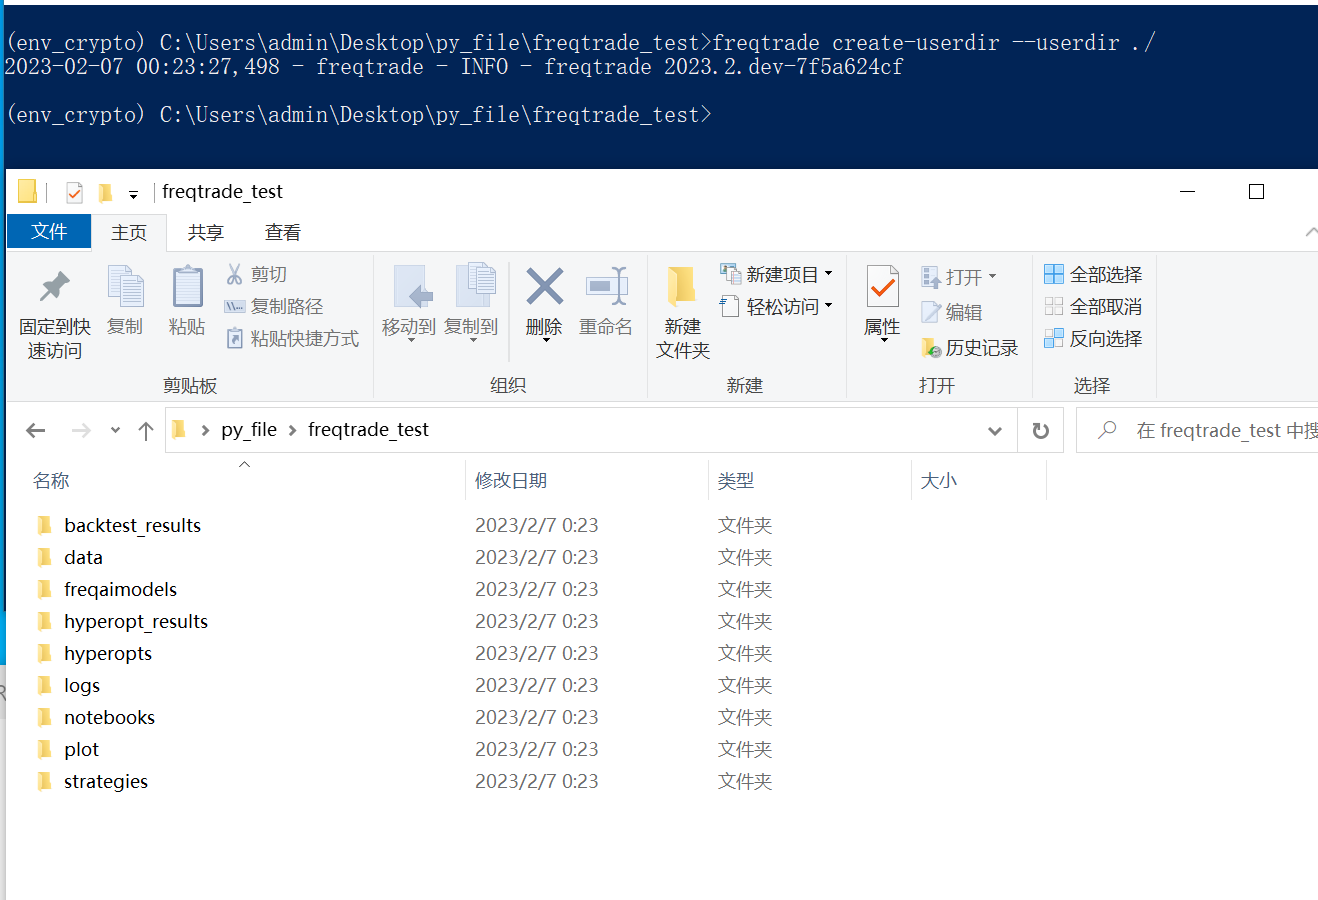 (env_crypto) C:\Users\admin\Desktop\py_file\freqtrade_test>freqtrade create-userdir --userdir ./
2023-02-07 00:23:27,498 - freqtrade - INFO - freqtrade 2023.2.dev-7f5a624cf
(env_crypto) C:\Users\admin\Desktop\py_file\freqtrade_test>
freqtrade_test
文件 主页 共享 查看
固定到快速访问
复制
粘贴
剪切
复制路径
粘贴快捷方式
剪贴板
移动到
复制到
删除
重命名
组织
新建文件夹
新建项目
轻松访问
新建
属性
打开
编辑
历史记录
打开
全部选择
全部取消
反向选择
选择
py_file > freqtrade_test
在 freqtrade_test 中搜
名称 修改日期 类型 大小
backtest_results 2023/2/7 0:23 文件夹
data 2023/2/7 0:23 文件夹
freqaimodels 2023/2/7 0:23 文件夹
hyperopt_results 2023/2/7 0:23 文件夹
hyperopts 2023/2/7 0:23 文件夹
logs 2023/2/7 0:23 文件夹
notebooks 2023/2/7 0:23 文件夹
plot 2023/2/7 0:23 文件夹
strategies 2023/2/7 0:23 文件夹